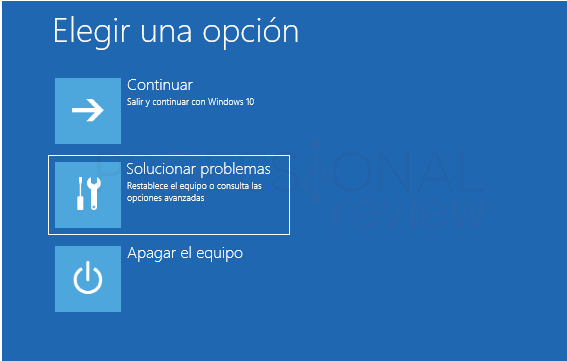 Elegir una opción
Continuar
Salir y continuar con Windows 10
Solucionar problemas
Restablece el equipo o consulta las
opciones avanzadas
Apagar el equipo